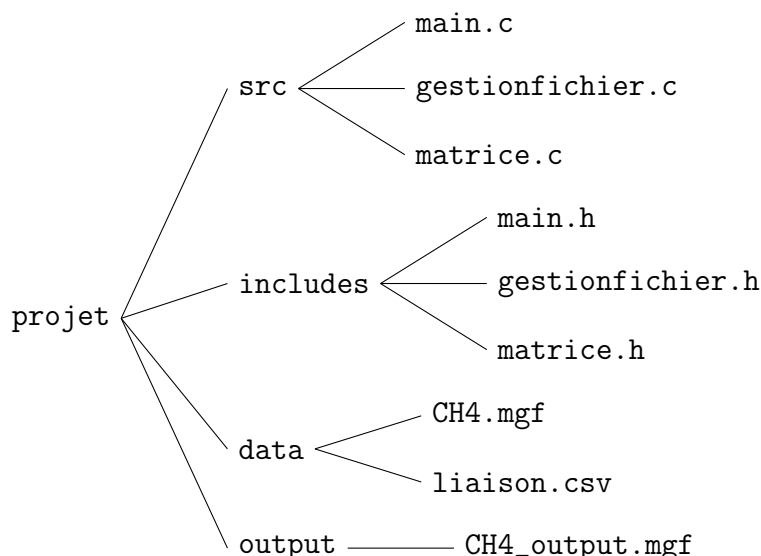 projet
src
main.c
gestionfichier.c
matrice.c
includes
main.h
gestionfichier.h
matrice.h
data
CH4.mgf
liaison.csv
output
CH4_output.mgf